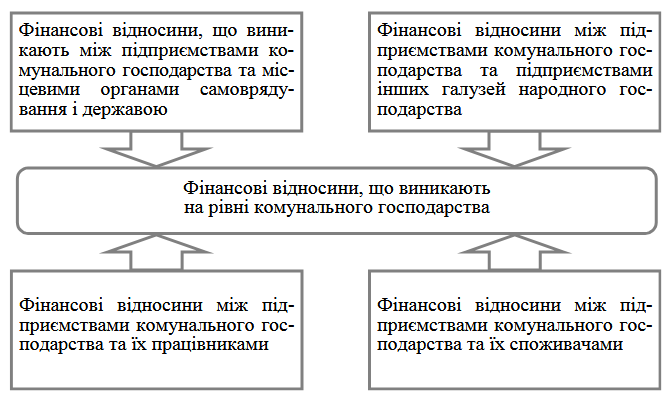 Фінансові відносини, що вини-
кають між підприємствами ко-
мунального господарства та міс-
цевими органами самовряду-
вання і державою
Фінансові відносини між під-
приємствами комунального гос-
подарства та підприємствами
інших галузей народного гос-
подарства
Фінансові відносини, що виникають
на рівні комунального господарства
Фінансові відносини між під-
приємствами комунального гос-
подарства та їх працівниками
Фінансові відносини між під-
приємствами комунального гос-
подарства та їх споживачами